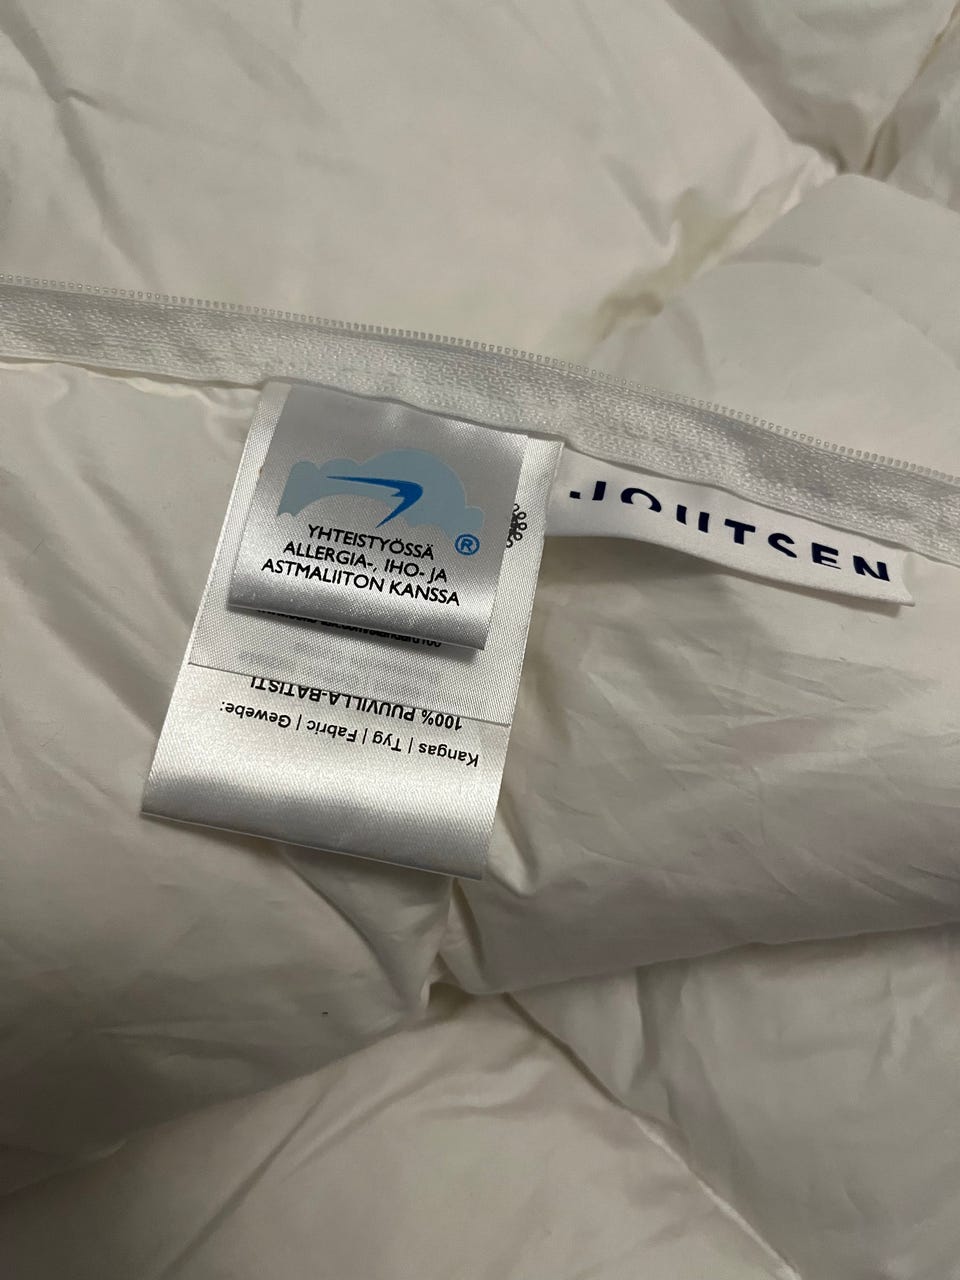 YHTEISTYÖSSÄ
ALLERGIA-, IHO- JA
ASTMALIITON KANSSA
®
JOUTSEN
100% PUUVILLA-BATISTI
Kangas | Tyg | Fabric | Gewebe: